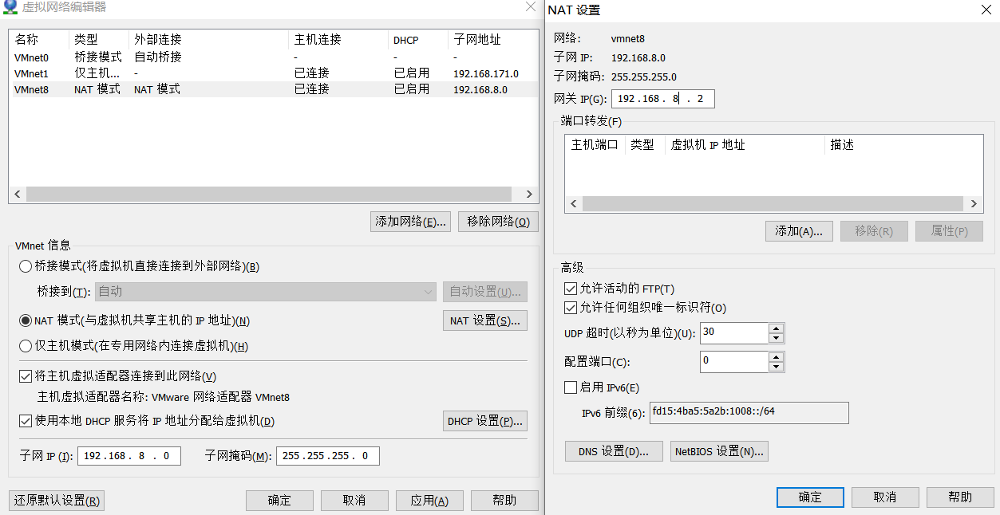 虚拟网络编辑器
名称 类型 外部连接 主机连接 DHCP 子网地址
VMnet0 桥接模式 自动桥接 - - -
VMnet1 仅主机... - 已连接 已启用 192.168.171.0
VMnet8 NAT 模式 NAT 模式 已连接 已启用 192.168.8.0
添加网络(E)... 移除网络(O)
VMnet 信息
桥接模式(将虚拟机直接连接到外部网络)(B)
桥接到(T): 自动 自动设置(U)...
NAT 模式(与虚拟机共享主机的 IP 地址)(N) NAT 设置(S)...
仅主机模式(在专用网络内连接虚拟机)(H)
将主机虚拟适配器连接到此网络(V)
主机虚拟适配器名称: VMware 网络适配器 VMnet8
使用本地 DHCP 服务将 IP 地址分配给虚拟机(D) DHCP 设置(P)...
子网 IP (I): 192.168. 8 . 0 子网掩码(M): 255.255.255. 0
还原默认设置(R) 确定 取消 应用(A) 帮助
NAT 设置
网络: vmnet8
子网 IP: 192.168.8.0
子网掩码: 255.255.255.0
网关 IP(G): 192.168. 8 . 2
端口转发(F)
主机端口 类型 虚拟机 IP 地址 描述
添加(A)... 移除(R) 属性(P)
高级
允许活动的 FTP(T)
允许任何组织唯一标识符(O)
UDP 超时(以秒为单位)(U): 30
配置端口(C): 0
启用 IPv6(E)
IPv6 前缀(6): fd15:4ba5:5a2b:1008::/64
DNS 设置(D)... NetBIOS 设置(N)...
确定 取消 帮助